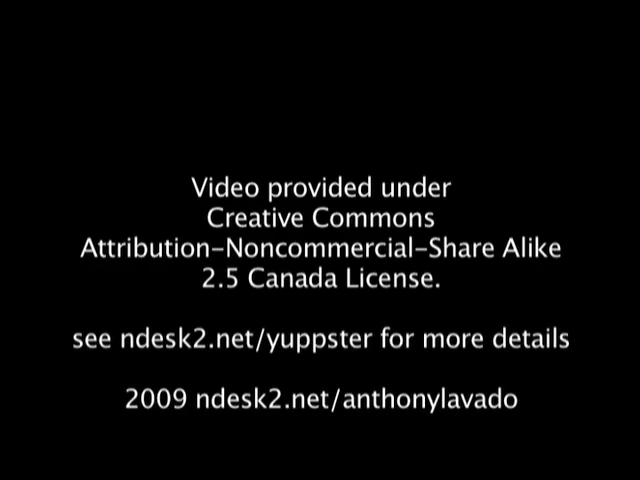 Video provided under
Creative Commons
Attribution-Noncommercial-Share Alike
2.5 Canada License.
see ndesk2.net/yuppster for more details
2009 ndesk2.net/anthonylavado